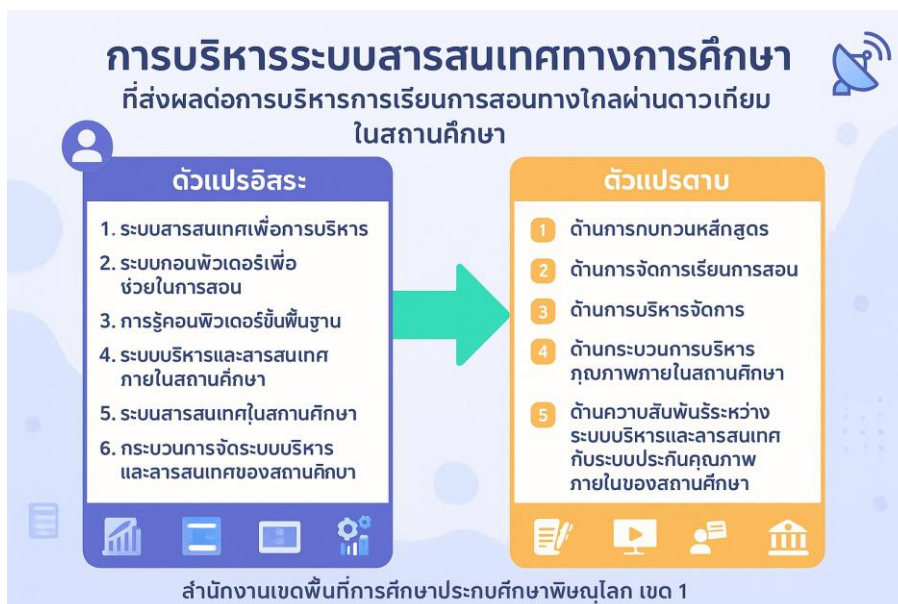 การบริหารระบบสารสนเทศทางการศึกษา
ที่ส่งผลต่อการบริหารการเรียนการสอนทางใกลผ่านดาวเทียม
ในสถานคึกษา
ตัวแปรอิสระ
1. ระบบสารสนเทศเพื่อการบริหาร
2. ระบบกอนพัวเดอร์เพื่อ
ช่วยในการสอน
3. การรู้คอนพิวเตอร์ขั้นพื้นฐาน
4. ระบบบริหารและสารสนเทศ
ภายในสถานคึกษา
5. ระบนสารสนเทศในสกานศึกษา
6. กระบวนการจัดระบบบริหาร
และลารสนเทศของสถานคิกบา
ตัวแปรตาบ
1 ด้านการกบทวนหสีกสูตร
2 ด้านการจัดการเรียนการสอน
3 ด้านการบริหารจัดการ
4 ด้านกระบวนการบริหาร
ภุณภาพภายในสถานศึกษา
5 ด้านความสับพันธ์ระหว่าง
ระบบบริหารและลารสนเทศ
กับระบบประกินคุณภาพ
ภายในของสถานศึกษา
สำนักงานเขตพื้นที่การศึกษาประกบศึกษาพิษณุโลก เขด 1